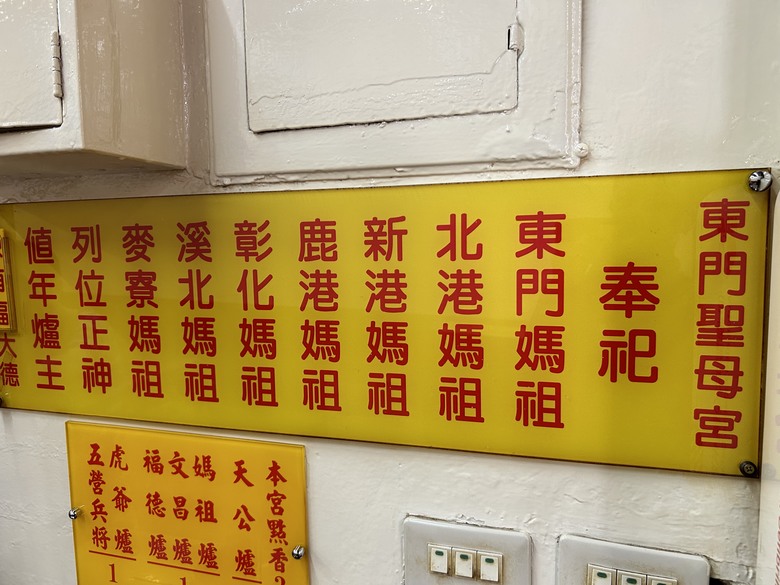 東門聖母宮
奉祀
東門媽祖
北港媽祖
新港媽祖
鹿港媽祖
彰化媽祖
溪北媽祖
麥寮媽祖
列位正神
值年爐主
大德
本宮點香
天公爐
媽祖爐
文昌爐
福德爐
虎爺爐
五營兵將
1